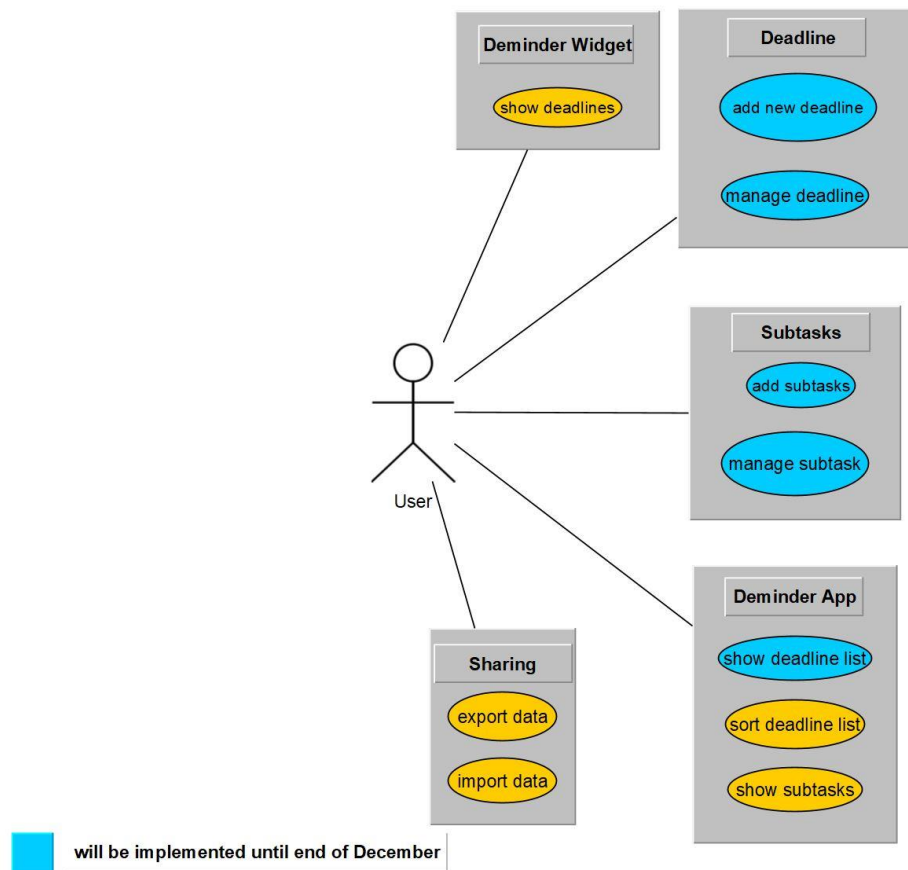 Deminder Widget
show deadlines
Deadline
add new deadline
manage deadline
Subtasks
add subtasks
manage subtask
User
Deminder App
show deadline list
sort deadline list
show subtasks
Sharing
export data
import data
will be implemented until end of December